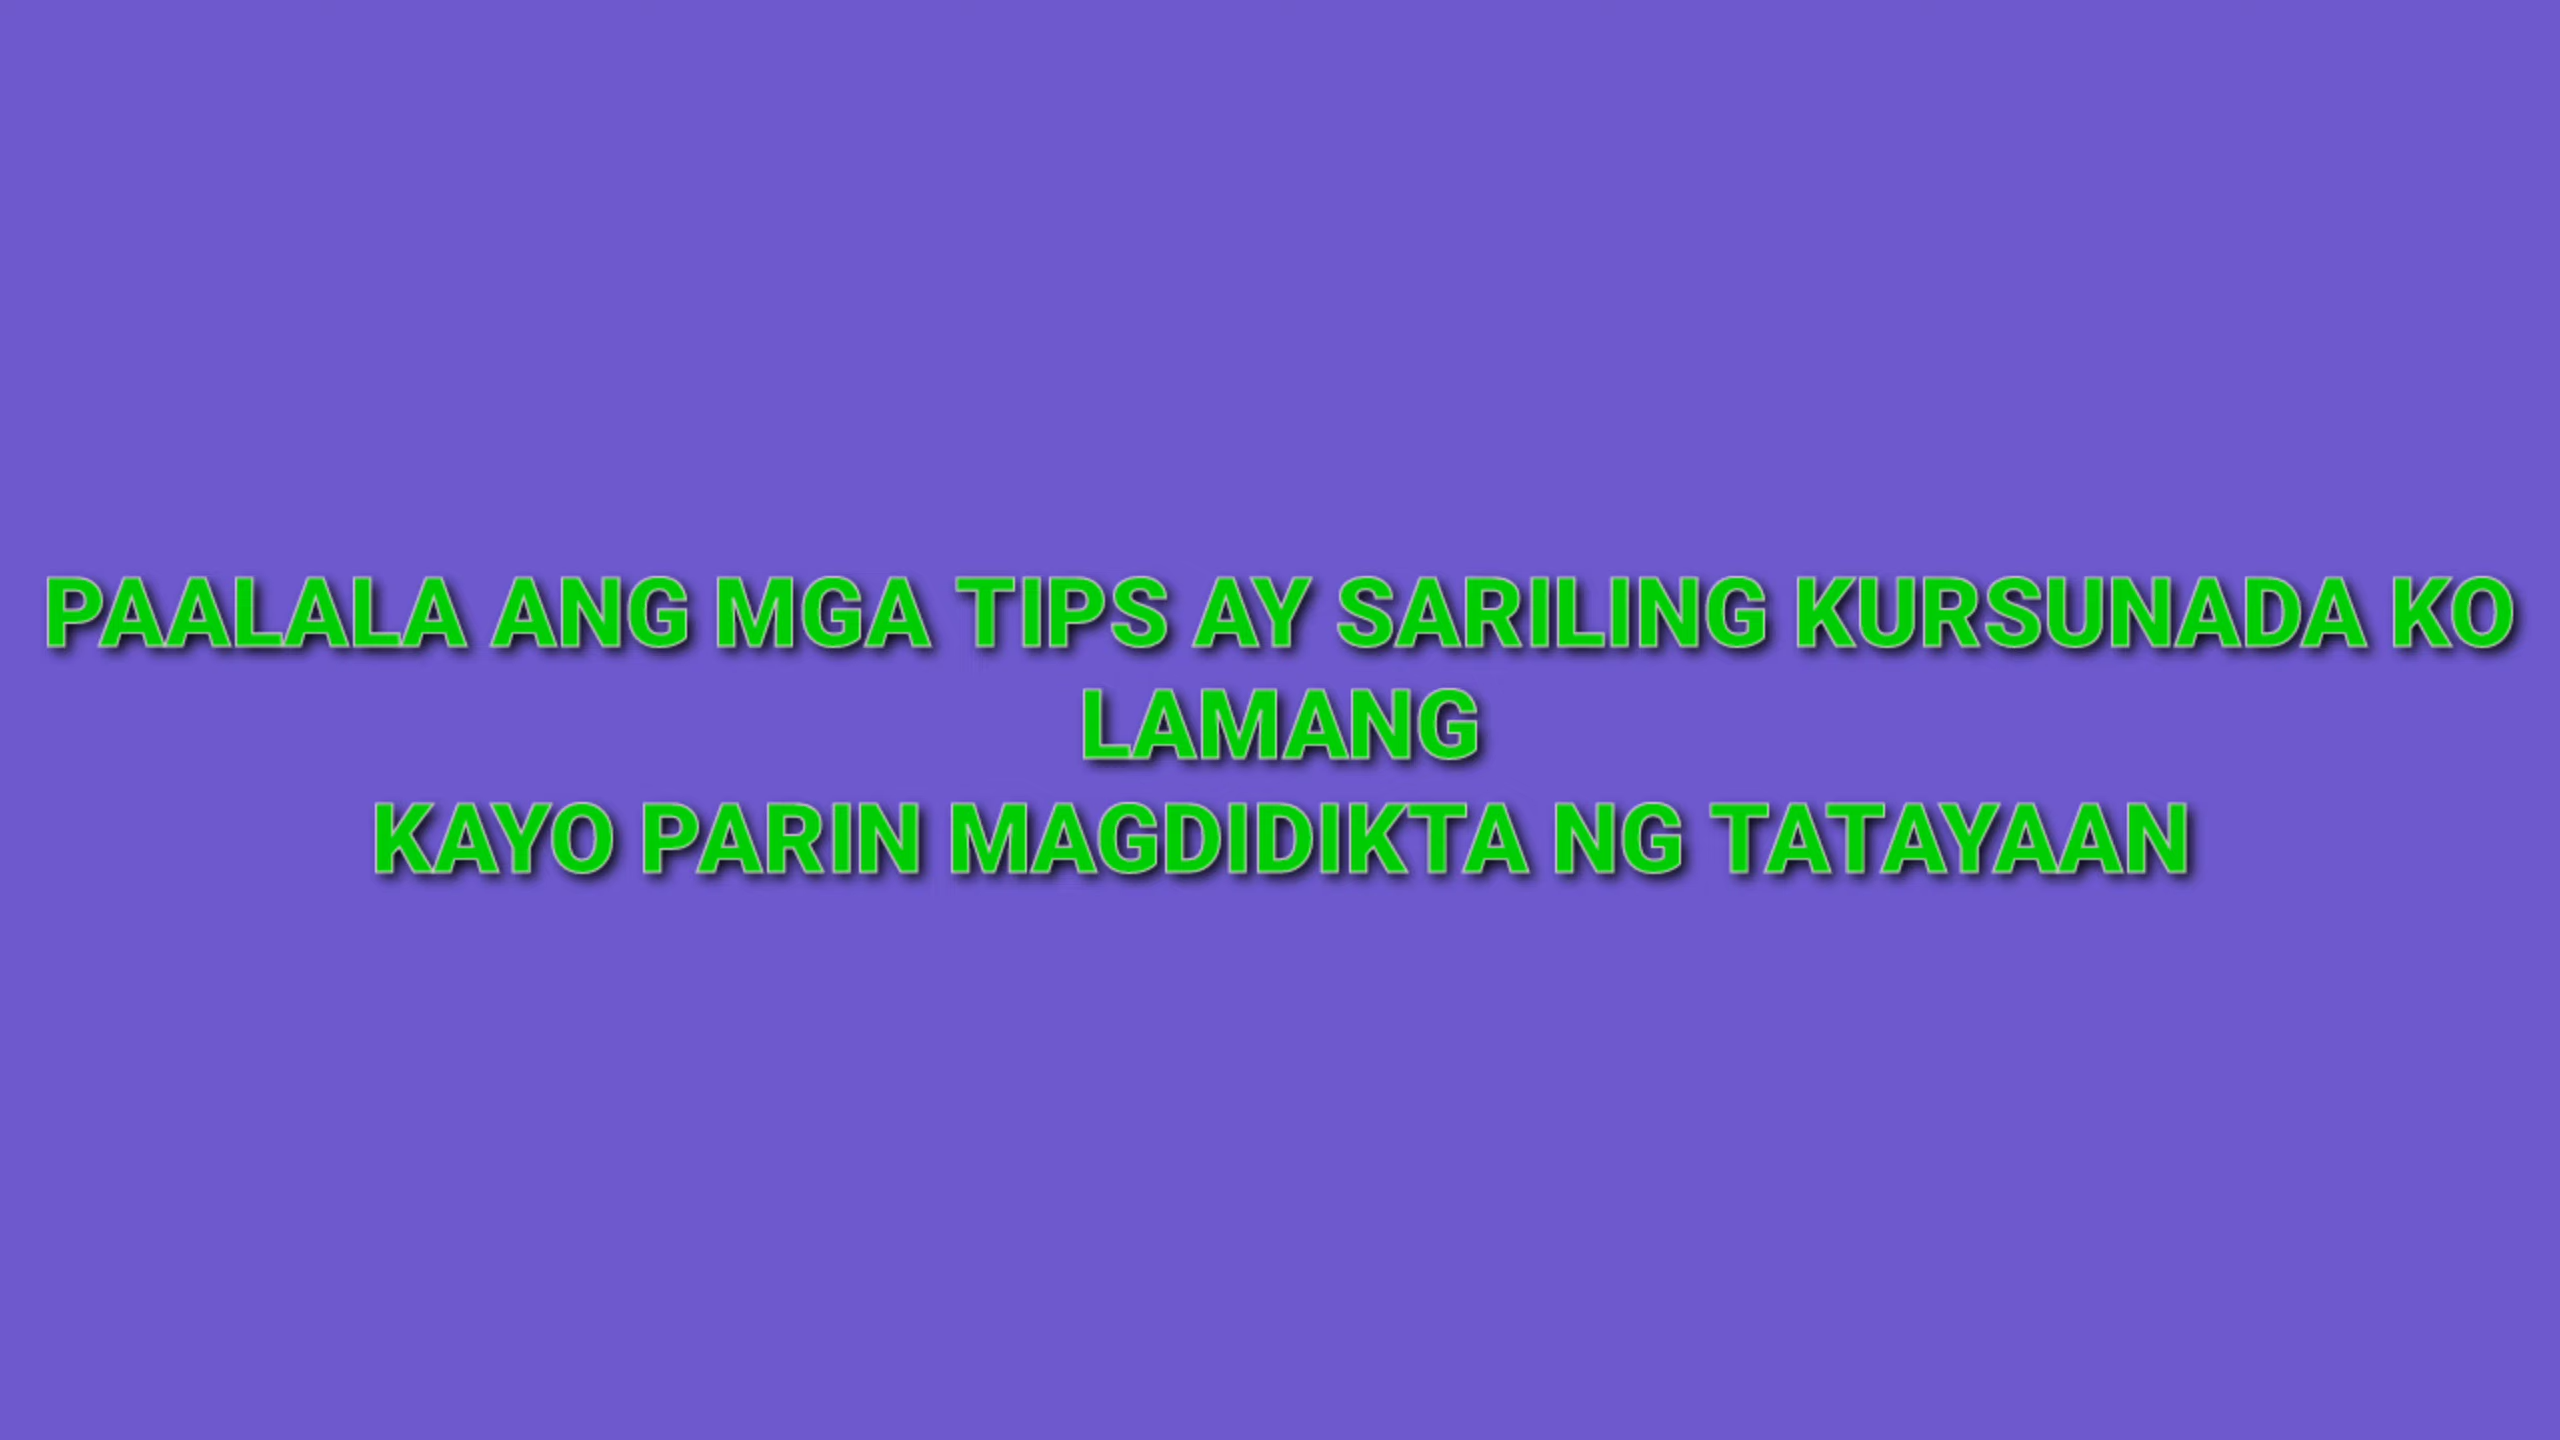 PAALALA ANG MGA TIPS AY SARILING KURSUNADA KO
LAMANG
KAYO PARIN MAGDIDIKTA NG TATAYAAN